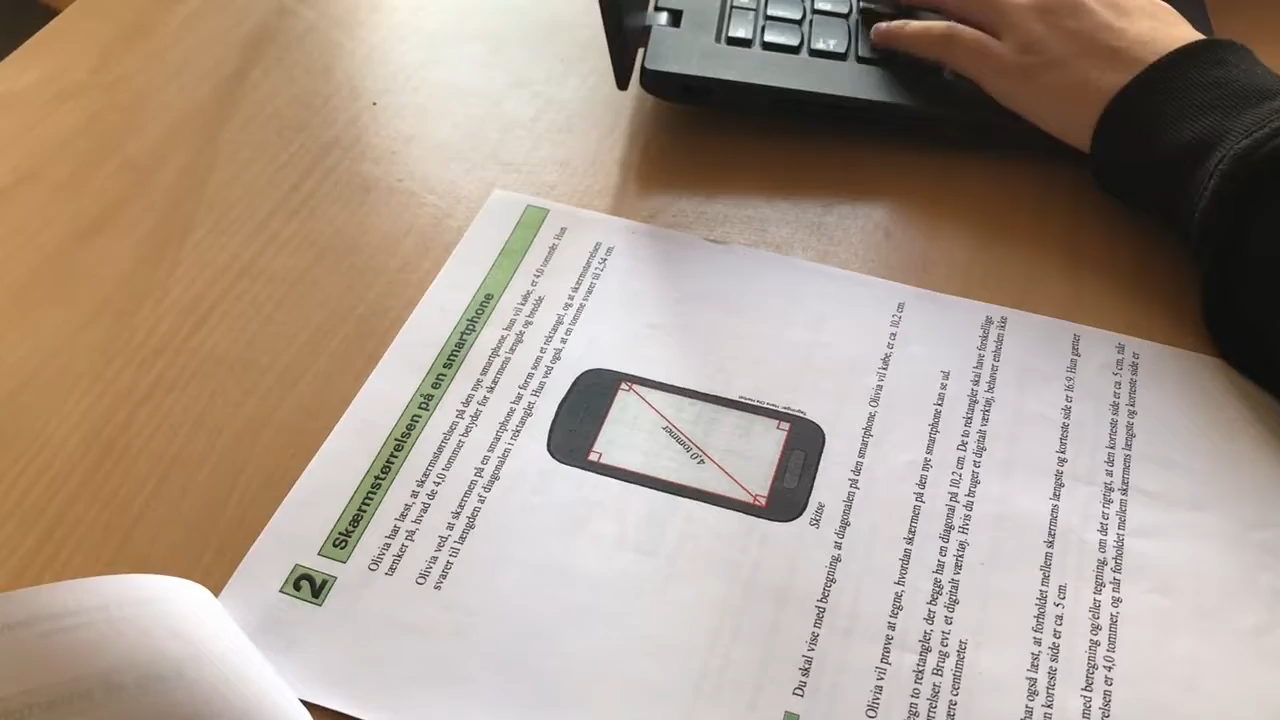 2 Skærmstørrelsen på en smartphone
Olivia har læst, at skærmstørrelsen på den nye smartphone, hun vil købe, er 4,0 tommer. Hun
tænker på, hvad de 4,0 tommer betyder for skærmens længde og bredde.
Olivia ved, at skærmen på en smartphone har form som et rektangel, og at skærmstørrelsen
svarer til længden af diagonalen i rektanglet. Hun ved også, at en tomme svarer til 2,54 cm.
4,0 tommer
Skitse
Du skal vise med beregning, at diagonalen på den smartphone, Olivia vil købe, er ca. 10,2 cm.
Olivia vil prøve at tegne, hvordan skærmen på den nye smartphone kan se ud.
to rektangler, der begge har en diagonal på 10,2 cm. De to rektangler skal have forskellige
Brug evt. et digitalt værktøj. Hvis du bruger et digitalt værktøj, behøver enheden ikke
centimeter.
har også læst, at forholdet mellem skærmens længste og korteste side er 16:9. Hun gætter
korteste side er ca. 5 cm.
med beregning og/eller tegning, om det er rigtigt, at den korteste side er ca. 5 cm, når
er 4,0 tommer, og når forholdet mellem skærmens længste og korteste side er